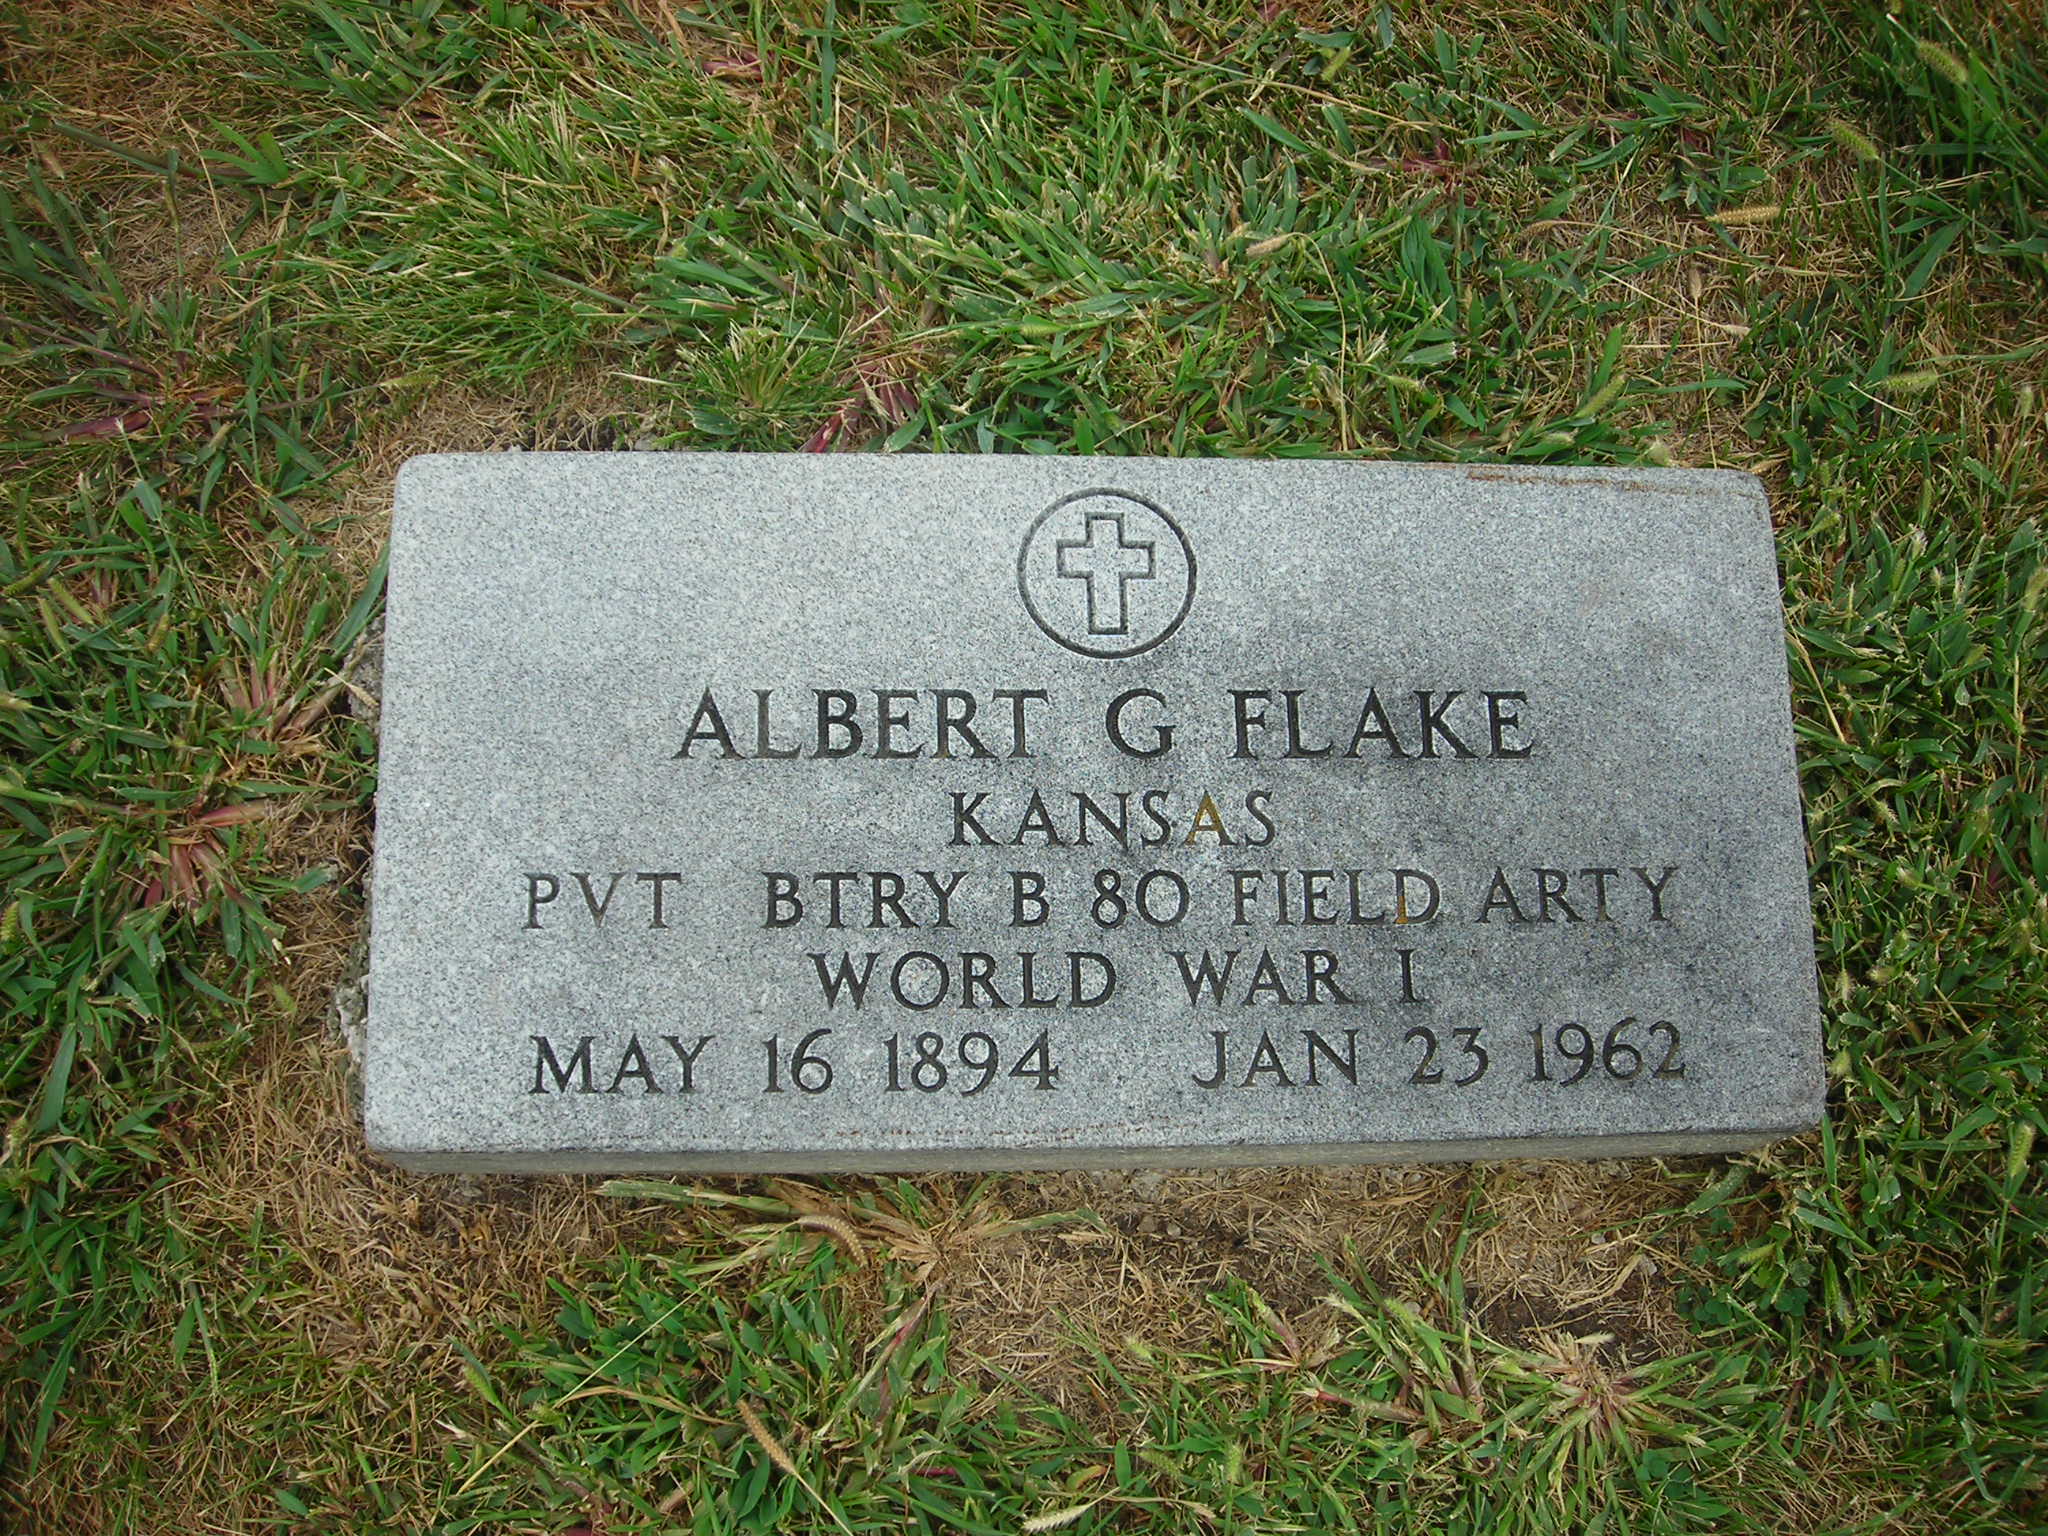 ALBERT G FLAKE
KANSAS
PVT BTRY B 80 FIELD ARTY
WORLD WAR I
MAY 16 1894 JAN 23 1962